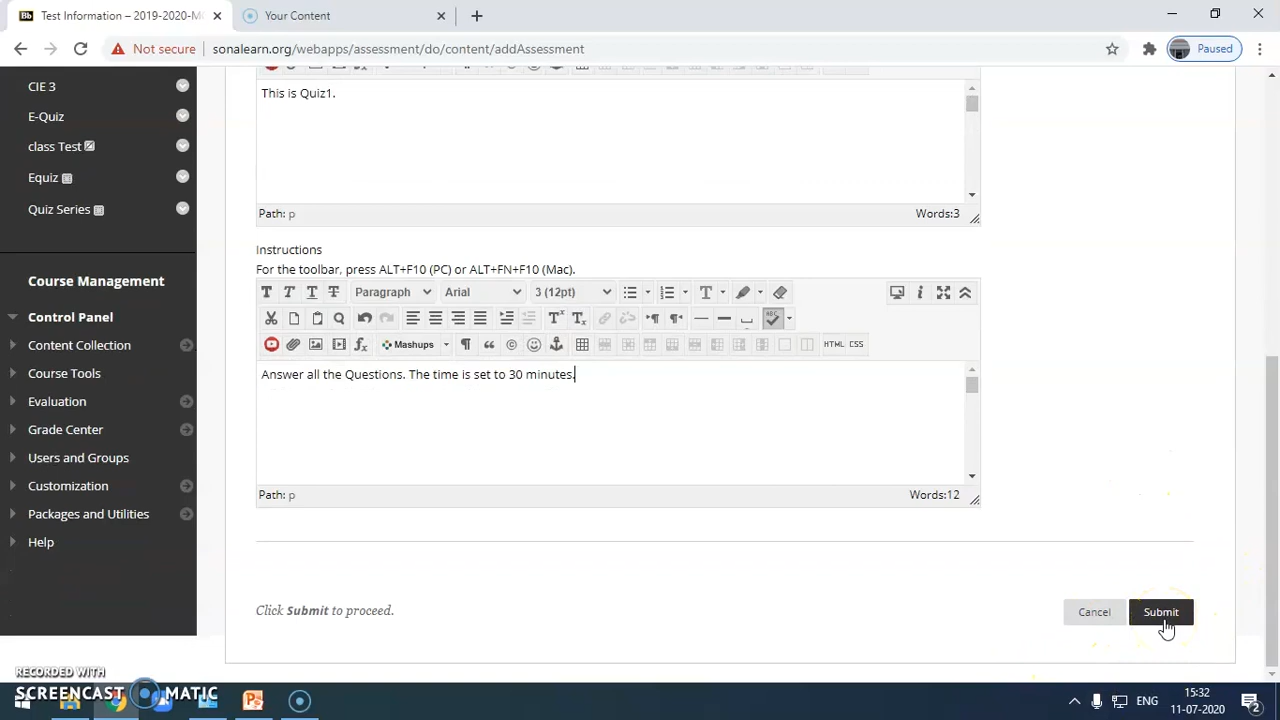 Bb Test Information – 2019-2020-M
Your Content
Not secure
sonalearn.org/webapps/assessment/do/content/addAssessment
Paused
CIE 3
E-Quiz
class Test
Equiz
Quiz Series
Course Management
Control Panel
Content Collection
Course Tools
Evaluation
Grade Center
Users and Groups
Customization
Packages and Utilities
Help
This is Quiz1.
Path: p
Words:3
Instructions
For the toolbar, press ALT+F10 (PC) or ALT+FN+F10 (Mac).
T T T T Paragraph Arial 3 (12pt) T
ABC
Mashups HTML CSS
Answer all the Questions. The time is set to 30 minutes.
Path: p
Words:12
Click Submit to proceed.
Cancel
Submit
RECORDED WITH
SCREENCAST MATIC
ENG
15:32
11-07-2020
2